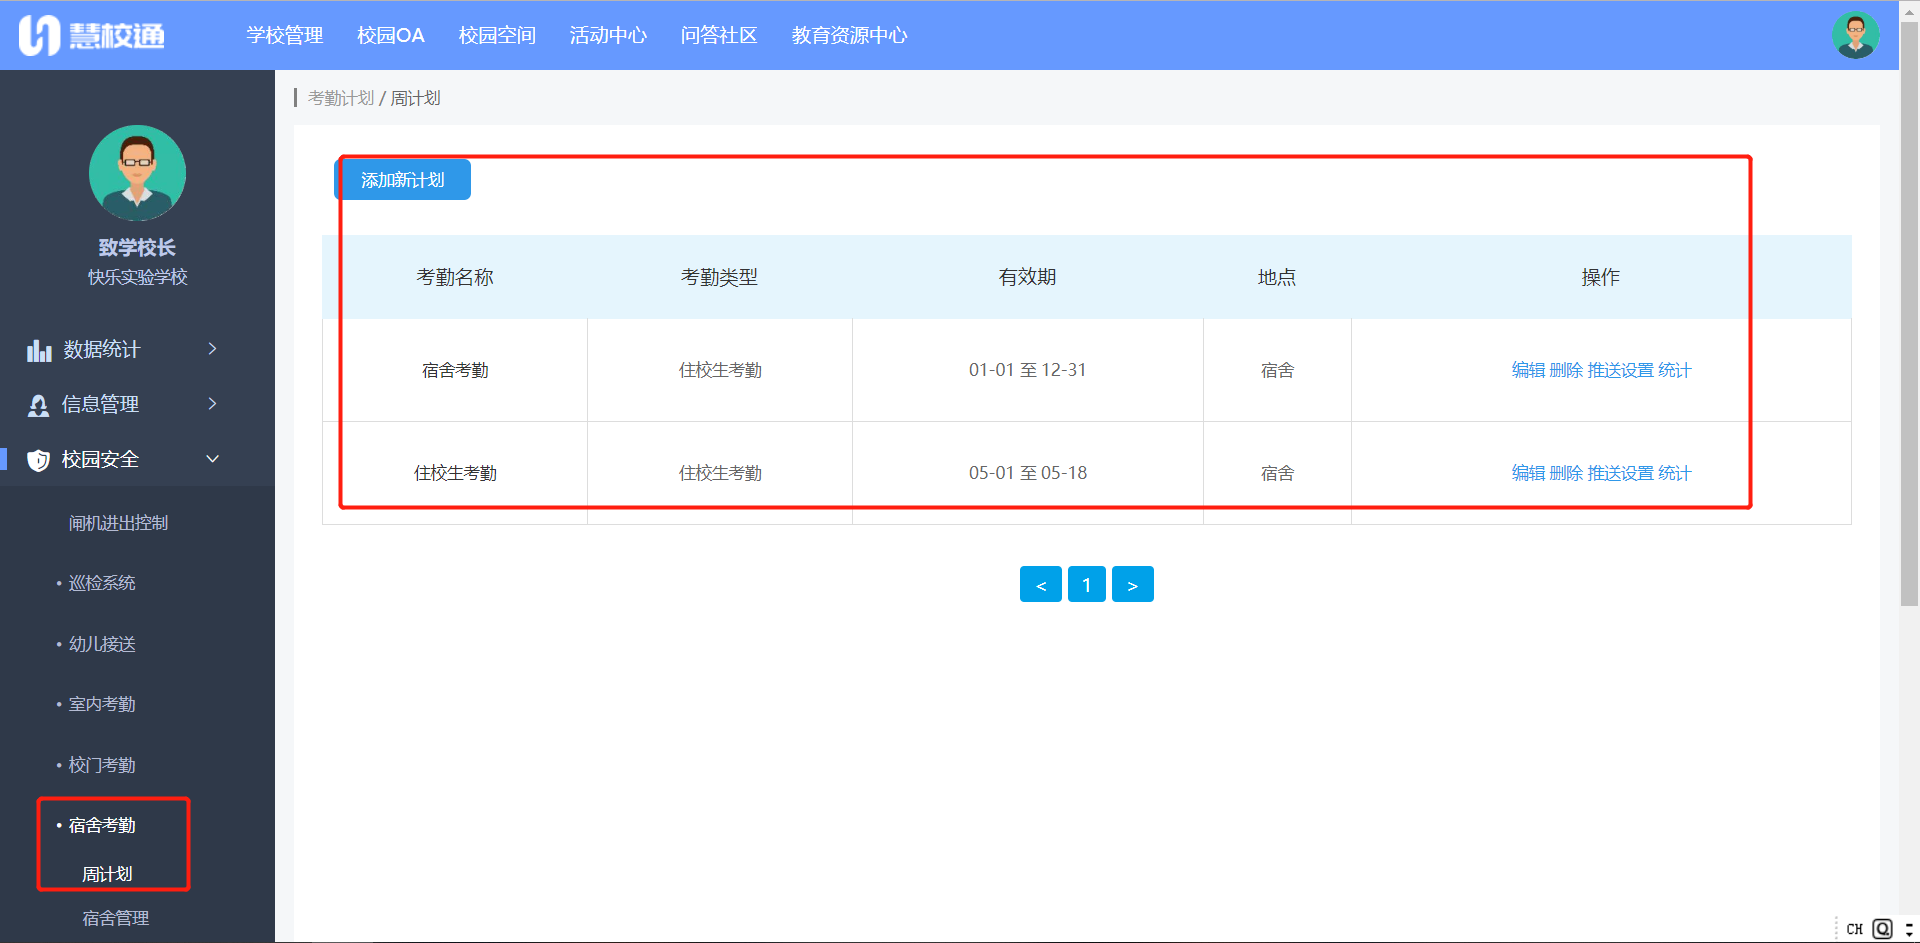 慧校通 学校管理 校园OA 校园空间 活动中心 问答社区 教育资源中心
考勤计划 / 周计划
致学校长
快乐实验学校
数据统计
信息管理
校园安全
闸机进出控制
• 巡检系统
• 幼儿接送
• 室内考勤
• 校门考勤
• 宿舍考勤
周计划
宿舍管理
添加新计划
考勤名称 考勤类型 有效期 地点 操作
宿舍考勤 住校生考勤 01-01 至 12-31 宿舍 编辑 删除 推送设置 统计
住校生考勤 住校生考勤 05-01 至 05-18 宿舍 编辑 删除 推送设置 统计
< 1 >
CH